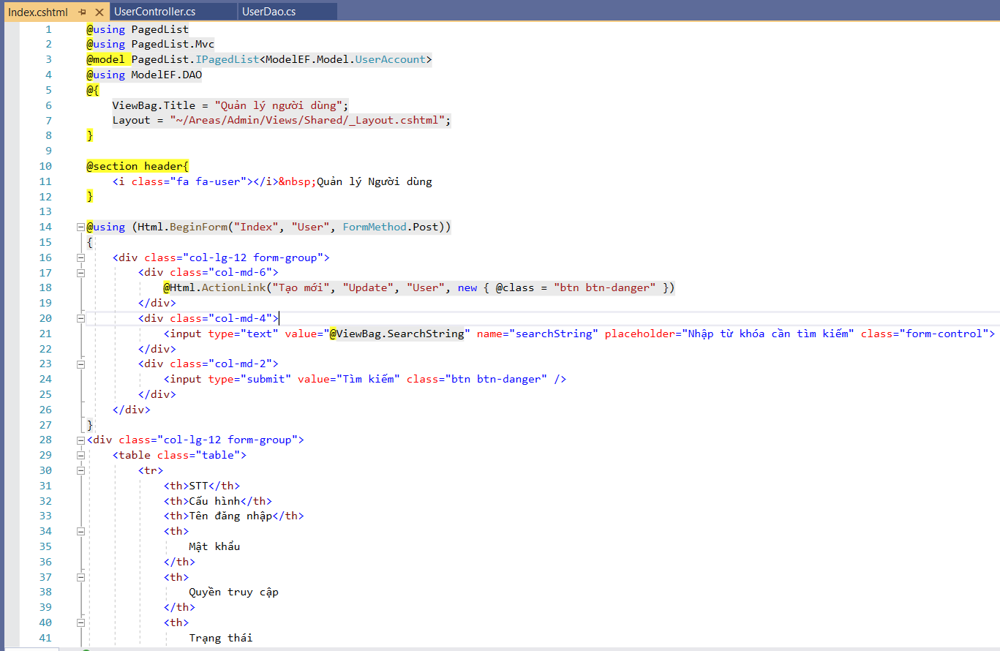 Index.cshtml UserController.cs UserDao.cs
1 @using PagedList
2 @using PagedList.Mvc
3 @model PagedList.IPagedList<ModelEF.Model.UserAccount>
4 @using ModelEF.DAO
5 @{
6 ViewBag.Title = "Quản lý người dùng";
7 Layout = "~/Areas/Admin/Views/Shared/_Layout.cshtml";
8 }
9
10 @section header{
11 <i class="fa fa-user"></i>&nbsp;Quản lý Người dùng
12 }
13
14 @using (Html.BeginForm("Index", "User", FormMethod.Post))
15 {
16 <div class="col-lg-12 form-group">
17 <div class="col-md-6">
18 @Html.ActionLink("Tạo mới", "Update", "User", new { @class = "btn btn-danger" })
19 </div>
20 <div class="col-md-4">
21 <input type="text" value="@ViewBag.SearchString" name="searchString" placeholder="Nhập từ khóa cần tìm kiếm" class="form-control">
22 </div>
23 <div class="col-md-2">
24 <input type="submit" value="Tìm kiếm" class="btn btn-danger" />
25 </div>
26 </div>
27 }
28 <div class="col-lg-12 form-group">
29 <table class="table">
30 <tr>
31 <th>STT</th>
32 <th>Cấu hình</th>
33 <th>Tên đăng nhập</th>
34 <th>
35 Mật khẩu
36 </th>
37 <th>
38 Quyền truy cập
39 </th>
40 <th>
41 Trạng thái